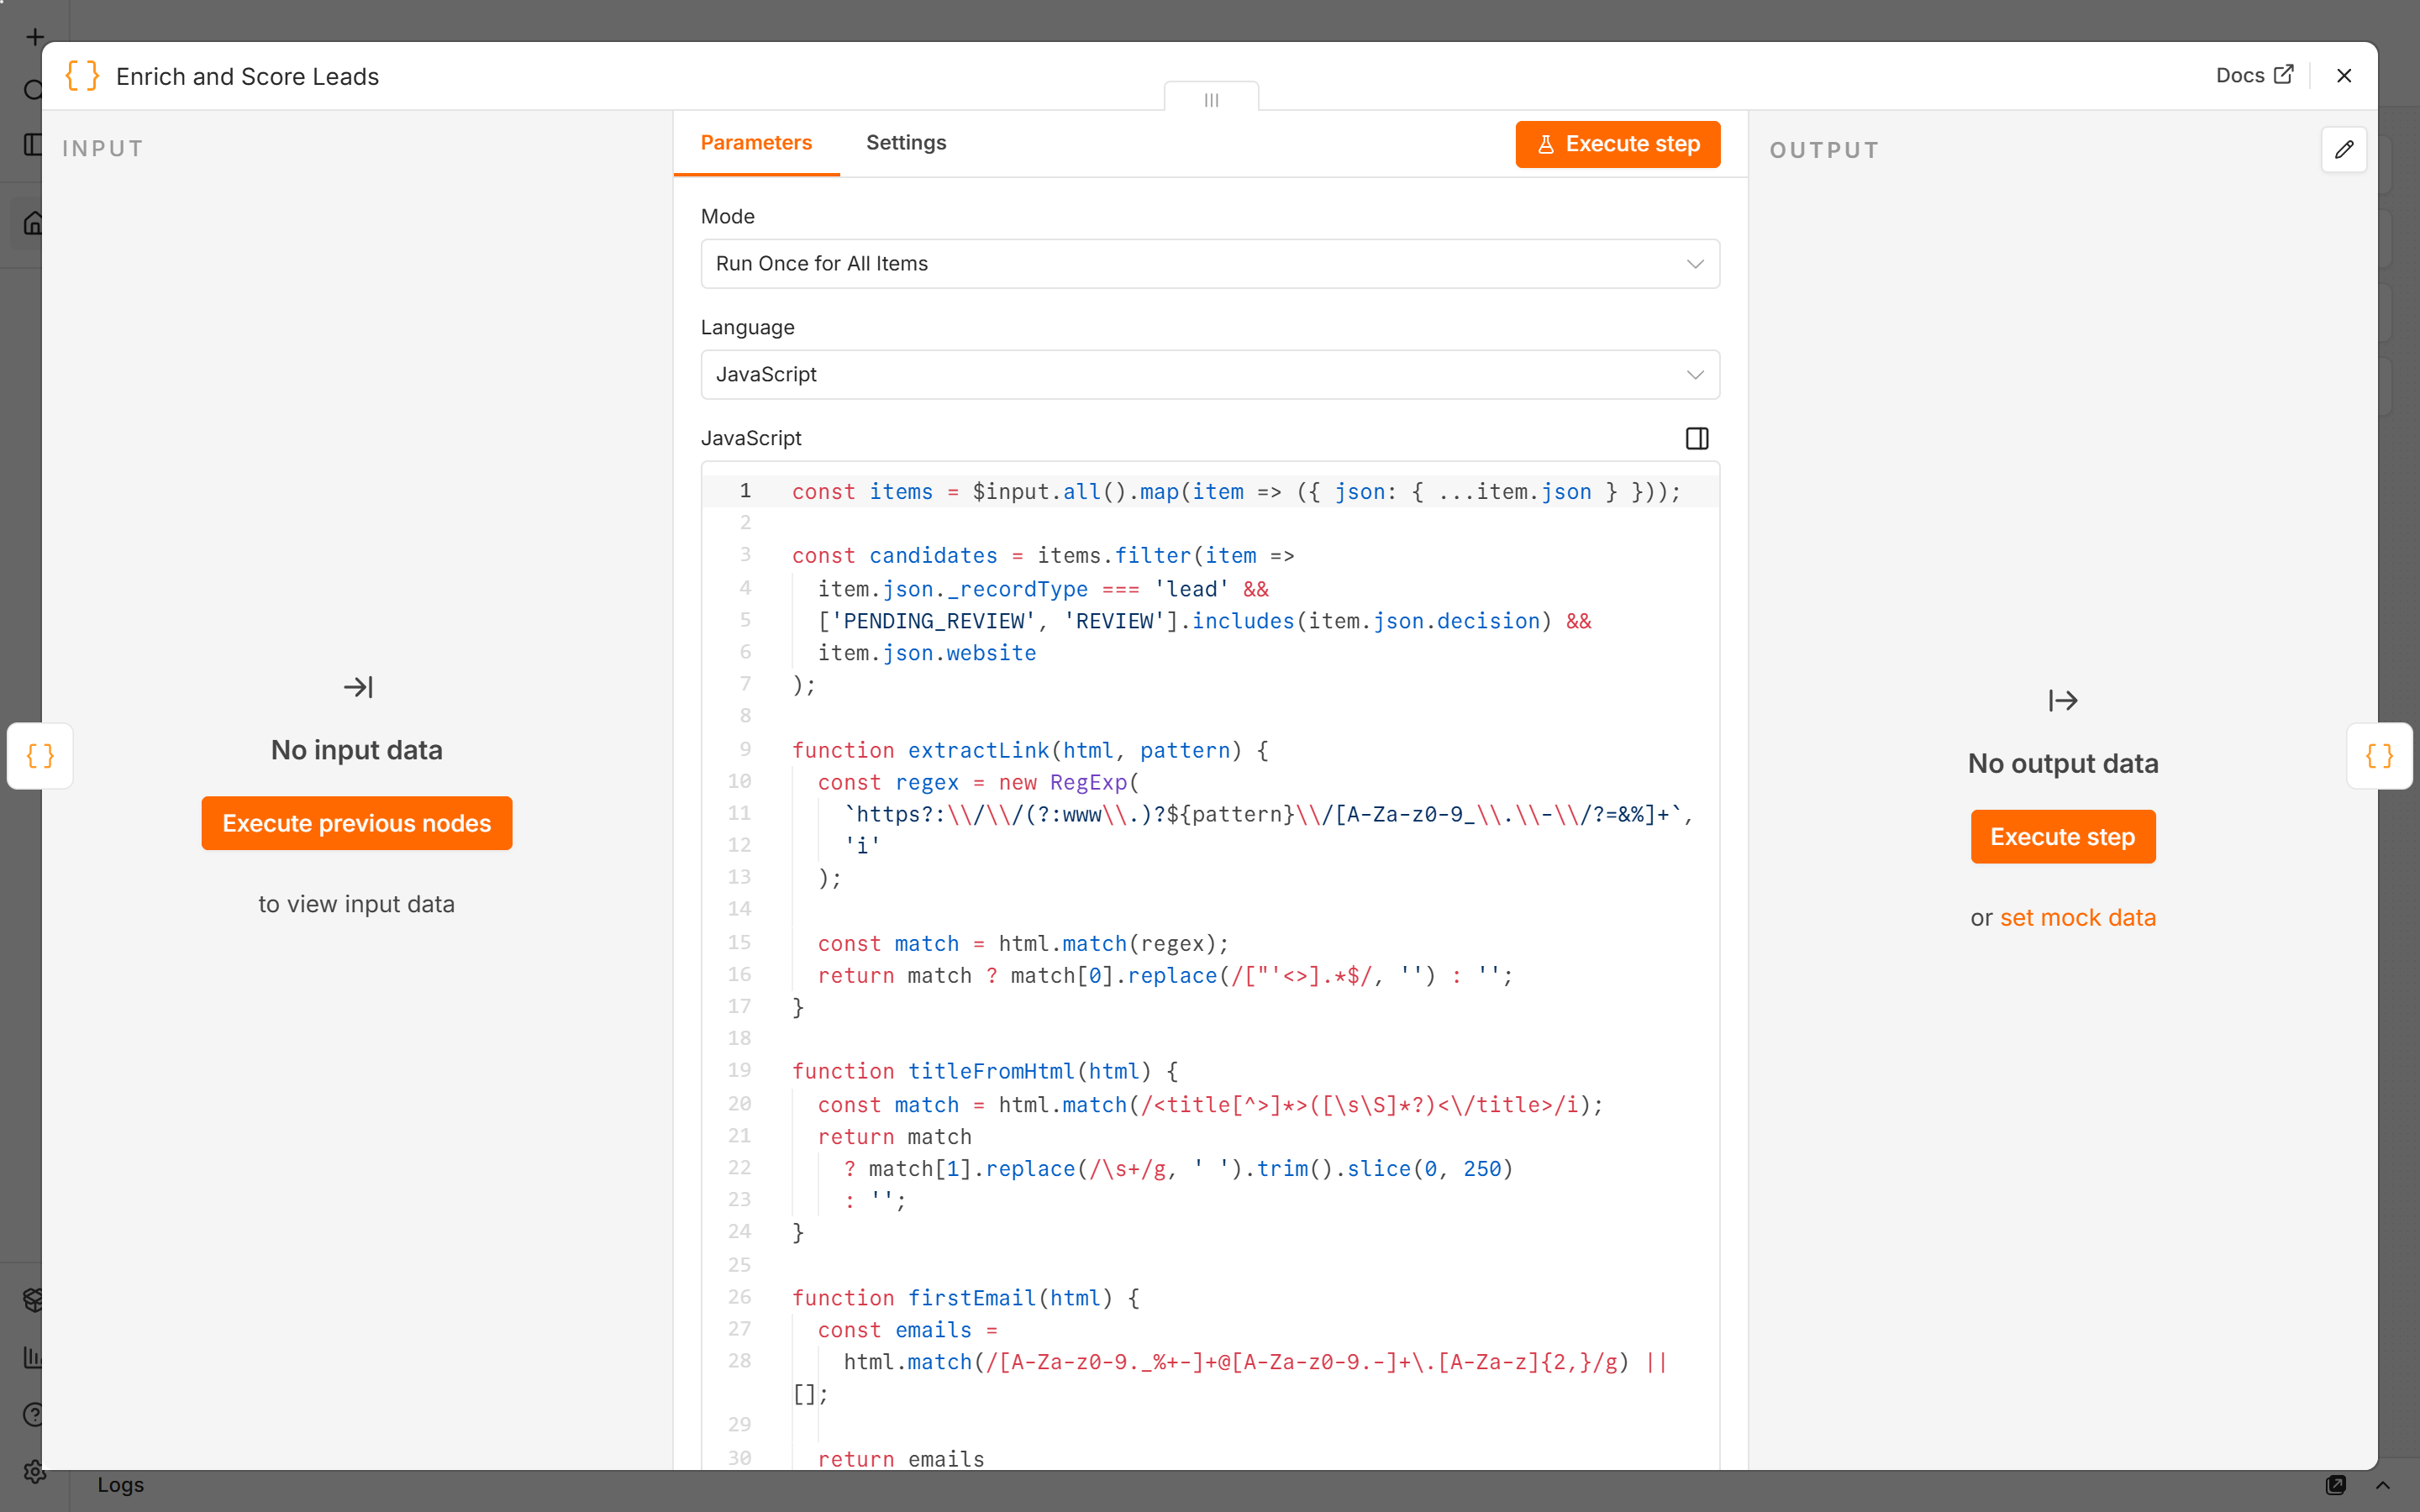 Enrich and Score Leads
Docs
INPUT
Parameters
Settings
Execute step
OUTPUT
Mode
Run Once for All Items
Language
JavaScript
JavaScript
1 const items = $input.all().map(item => ({ json: { ...item.json } }));
2
3 const candidates = items.filter(item =>
4   item.json._recordType === 'lead' &&
5   ['PENDING_REVIEW', 'REVIEW'].includes(item.json.decision) &&
6   item.json.website
7 );
8
9 function extractLink(html, pattern) {
10   const regex = new RegExp(
11     `https?:\\/\\/(?:www\\.)?${pattern}\\/[A-Za-z0-9_\\.\\-\\/?=&%]+`,
12     'i'
13   );
14
15   const match = html.match(regex);
16   return match ? match[0].replace(/["'<>].*$/, '') : '';
17 }
18
19 function titleFromHtml(html) {
20   const match = html.match(/<title[^>]*>([\s\S]*?)<\/title>/i);
21   return match
22     ? match[1].replace(/\s+/g, ' ').trim().slice(0, 250)
23     : '';
24 }
25
26 function firstEmail(html) {
27   const emails =
28     html.match(/[A-Za-z0-9._%+-]+@[A-Za-z0-9.-]+\.[A-Za-z]{2,}/g) ||
[];
29
30   return emails
No input data
Execute previous nodes
to view input data
No output data
Execute step
or set mock data
Logs